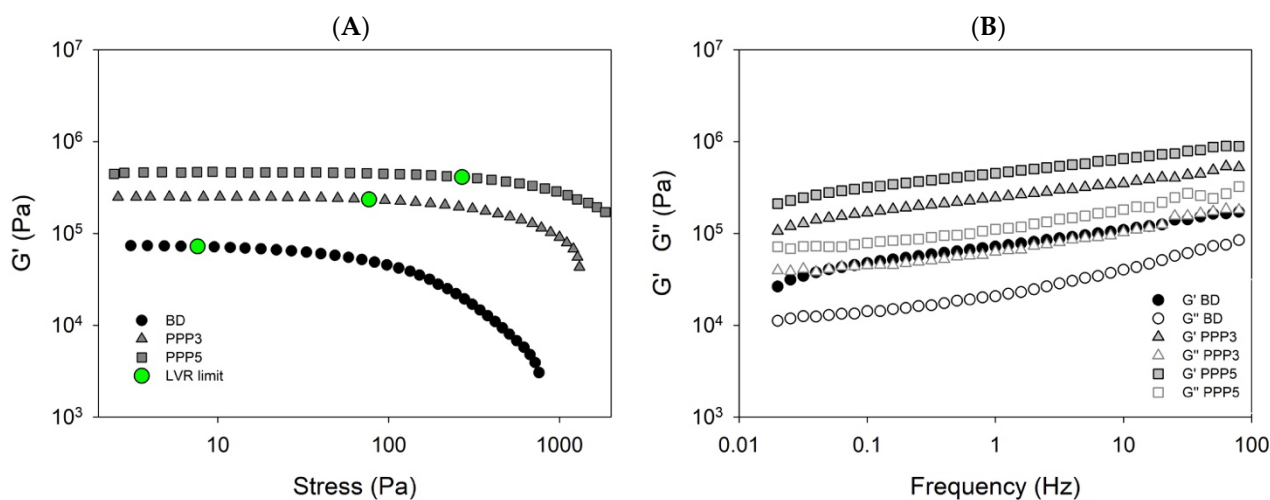 (A)
10⁷
10⁶
10⁵
10⁴
10³
G' (Pa)
BD
PPP3
PPP5
LVR limit
10 100 1000
Stress (Pa)
(B)
10⁷
10⁶
10⁵
10⁴
10³
G' G'' (Pa)
G' BD
G'' BD
G' PPP3
G'' PPP3
G' PPP5
G'' PPP5
0.01 0.1 1 10 100
Frequency (Hz)